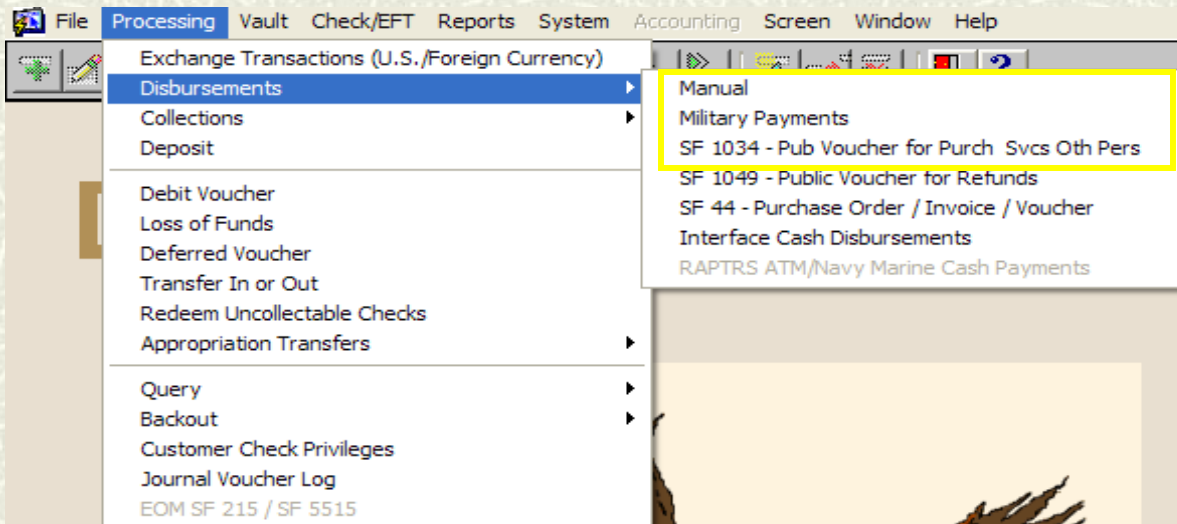 File Processing Vault Check/EFT Reports System Accounting Screen Window Help
Exchange Transactions (U.S./Foreign Currency)
Disbursements
Collections
Deposit
Debit Voucher
Loss of Funds
Deferred Voucher
Transfer In or Out
Redeem Uncollectable Checks
Appropriation Transfers
Query
Backout
Customer Check Privileges
Journal Voucher Log
EOM SF 215 / SF 5515
Manual
Military Payments
SF 1034 - Pub Voucher for Purch Svcs Oth Pers
SF 1049 - Public Voucher for Refunds
SF 44 - Purchase Order / Invoice / Voucher
Interface Cash Disbursements
RAPTRS ATM/Navy Marine Cash Payments